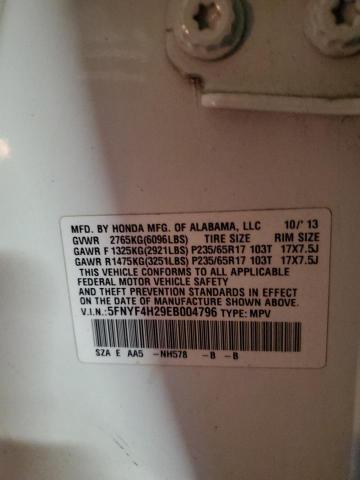 MFD. BY HONDA MFG. OF ALABAMA, LLC 10/'13
GVWR 2765KG(6096LBS) TIRE SIZE RIM SIZE
GAWR F 1325KG(2921LBS) P235/65R17 103T 17X7.5J
GAWR R1475KG(3251LBS) P235/65R17 103T 17X7.5J
THIS VEHICLE CONFORMS TO ALL APPLICABLE
FEDERAL MOTOR VEHICLE SAFETY
AND THEFT PREVENTION STANDARDS IN EFFECT
ON THE DATE OF MANUFACTURE SHOWN ABOVE.
V.I.N.:5FNYF4H29EB004796 TYPE: MPV
SZA E AA5 -NH578 -B -B